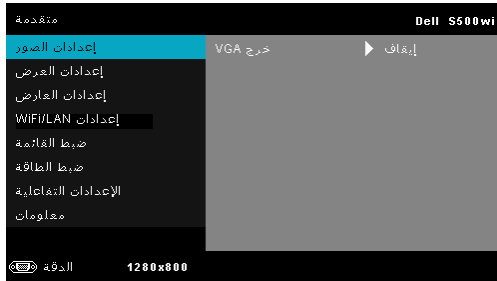 متقدمة Dell S500wi
إعدادات الصور
خرج VGA إيقاف
إعدادات العرض
إعدادات العارض
إعدادات WiFi/LAN
ضبط القائمة
ضبط الطاقة
الإعدادات التفاعلية
معلومات
الدقة 1280x800